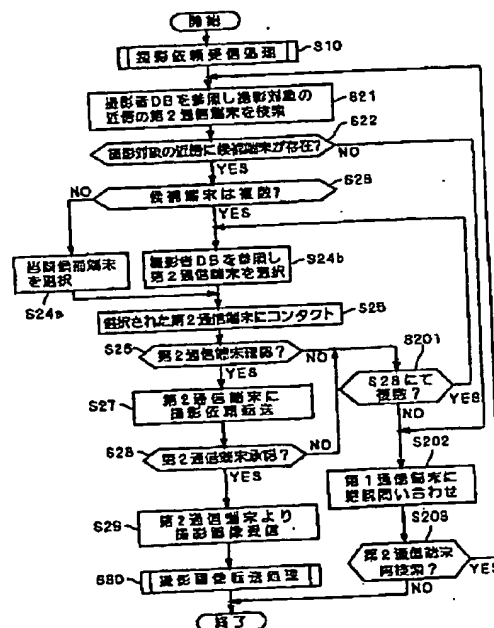 開始
撮影依頼受信処理
S10
撮影者DBを参照し撮影対象の
近傍の第2通信端末を検索
S21
撮影対象の近傍に候補端末が存在?
S22
NO
YES
候補端末は複数?
S23
NO
YES
当該候補端末
を選択
S24a
撮影者DBを参照し
第2通信端末を選択
S24b
選択された第2通信端末にコンタクト
S25
第2通信端末確認?
S26
NO
YES
S23にて
複数?
S201
YES
NO
S27
第2通信端末に
撮影依頼転送
S28
第2通信端末承認?
NO
YES
S202
第1通信端末に
継続問い合わせ
S29
第2通信端末より
撮影画像受信
S203
第2通信端末
再検索?
YES
NO
S30
撮影画像転送処理
終了